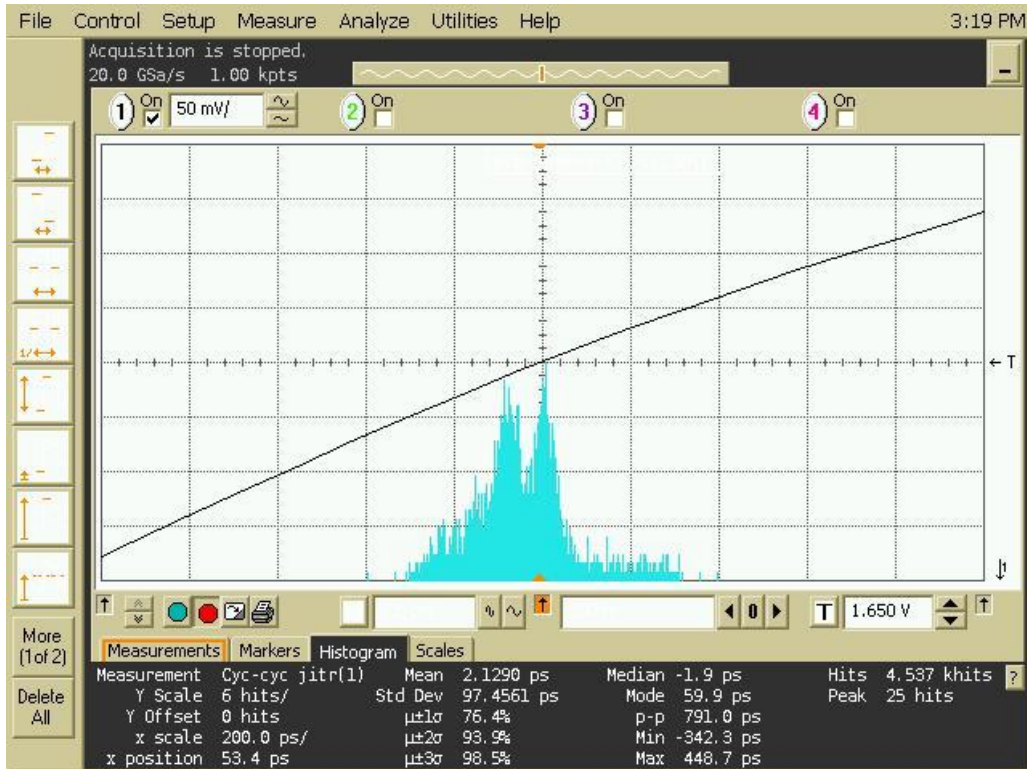 File Control Setup Measure Analyze Utilities Help 3:19 PM
Acquisition is stopped.
20.0 GSa/s 1.00 kpts
1 On 50 mV/ 2 On 3 On 4 On
T
1/
More
(1of 2)
Delete
All
0 T 1.650 V
Measurements Markers Histogram Scales
Measurement Cyc-cyc jitr(1) Mean 2.1290 ps Median -1.9 ps Hits 4.537 khits ?
Y Scale 6 hits/ Std Dev 97.4561 ps Mode 59.9 ps Peak 25 hits
Y Offset 0 hits μ±1σ 76.4% p-p 791.0 ps
x scale 200.0 ps/ μ±2σ 93.9% Min -342.3 ps
x position 53.4 ps μ±3σ 98.5% Max 448.7 ps